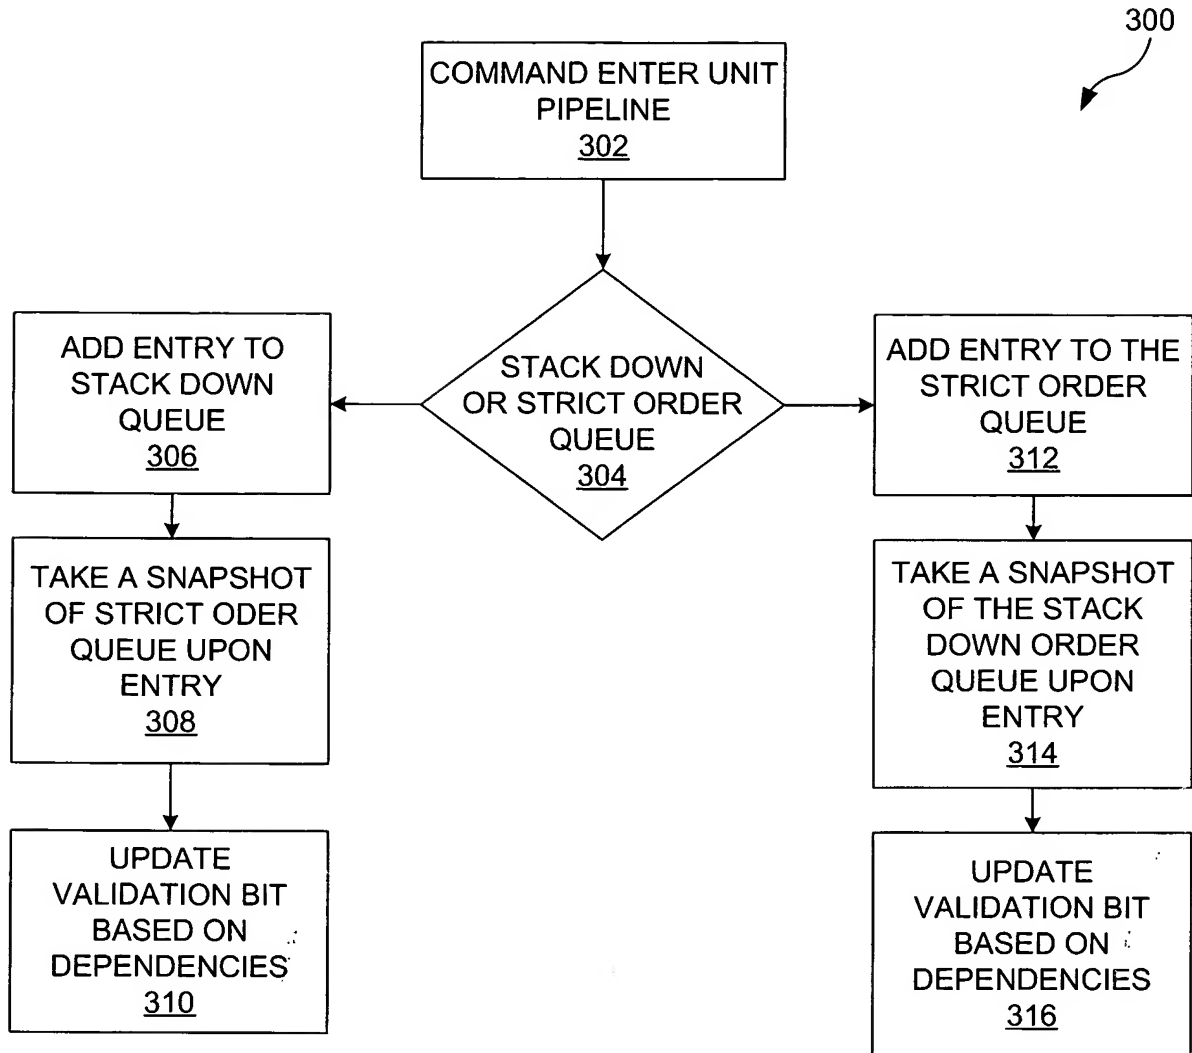 300
COMMAND ENTER UNIT
PIPELINE
302
STACK DOWN
OR STRICT ORDER
QUEUE
304
ADD ENTRY TO
STACK DOWN
QUEUE
306
TAKE A SNAPSHOT
OF STRICT ODER
QUEUE UPON
ENTRY
308
UPDATE
VALIDATION BIT
BASED ON
DEPENDENCIES
310
ADD ENTRY TO THE
STRICT ORDER
QUEUE
312
TAKE A SNAPSHOT
OF THE STACK
DOWN ORDER
QUEUE UPON
ENTRY
314
UPDATE
VALIDATION BIT
BASED ON
DEPENDENCIES
316